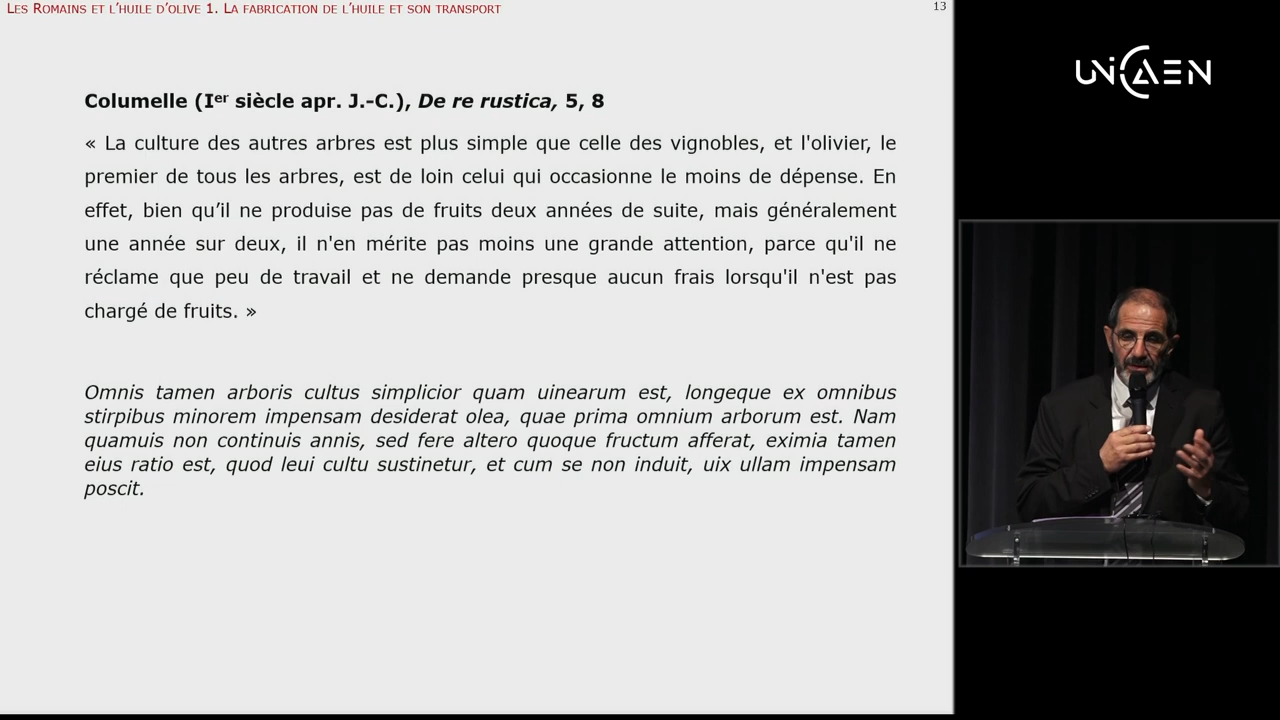 Les Romains et l’huile d’olive 1. La fabrication de l’huile et son transport
13
Columelle (Ier siècle apr. J.-C.), De re rustica, 5, 8
« La culture des autres arbres est plus simple que celle des vignobles, et l'olivier, le
premier de tous les arbres, est de loin celui qui occasionne le moins de dépense. En
effet, bien qu’il ne produise pas de fruits deux années de suite, mais généralement
une année sur deux, il n'en mérite pas moins une grande attention, parce qu'il ne
réclame que peu de travail et ne demande presque aucun frais lorsqu'il n'est pas
chargé de fruits. »
Omnis tamen arboris cultus simplicior quam uinearum est, longeque ex omnibus
stirpibus minorem impensam desiderat olea, quae prima omnium arborum est. Nam
quamuis non continuis annis, sed fere altero quoque fructum afferat, eximia tamen
eius ratio est, quod leui cultu sustinetur, et cum se non induit, uix ullam impensam
poscit.
UNICAEN